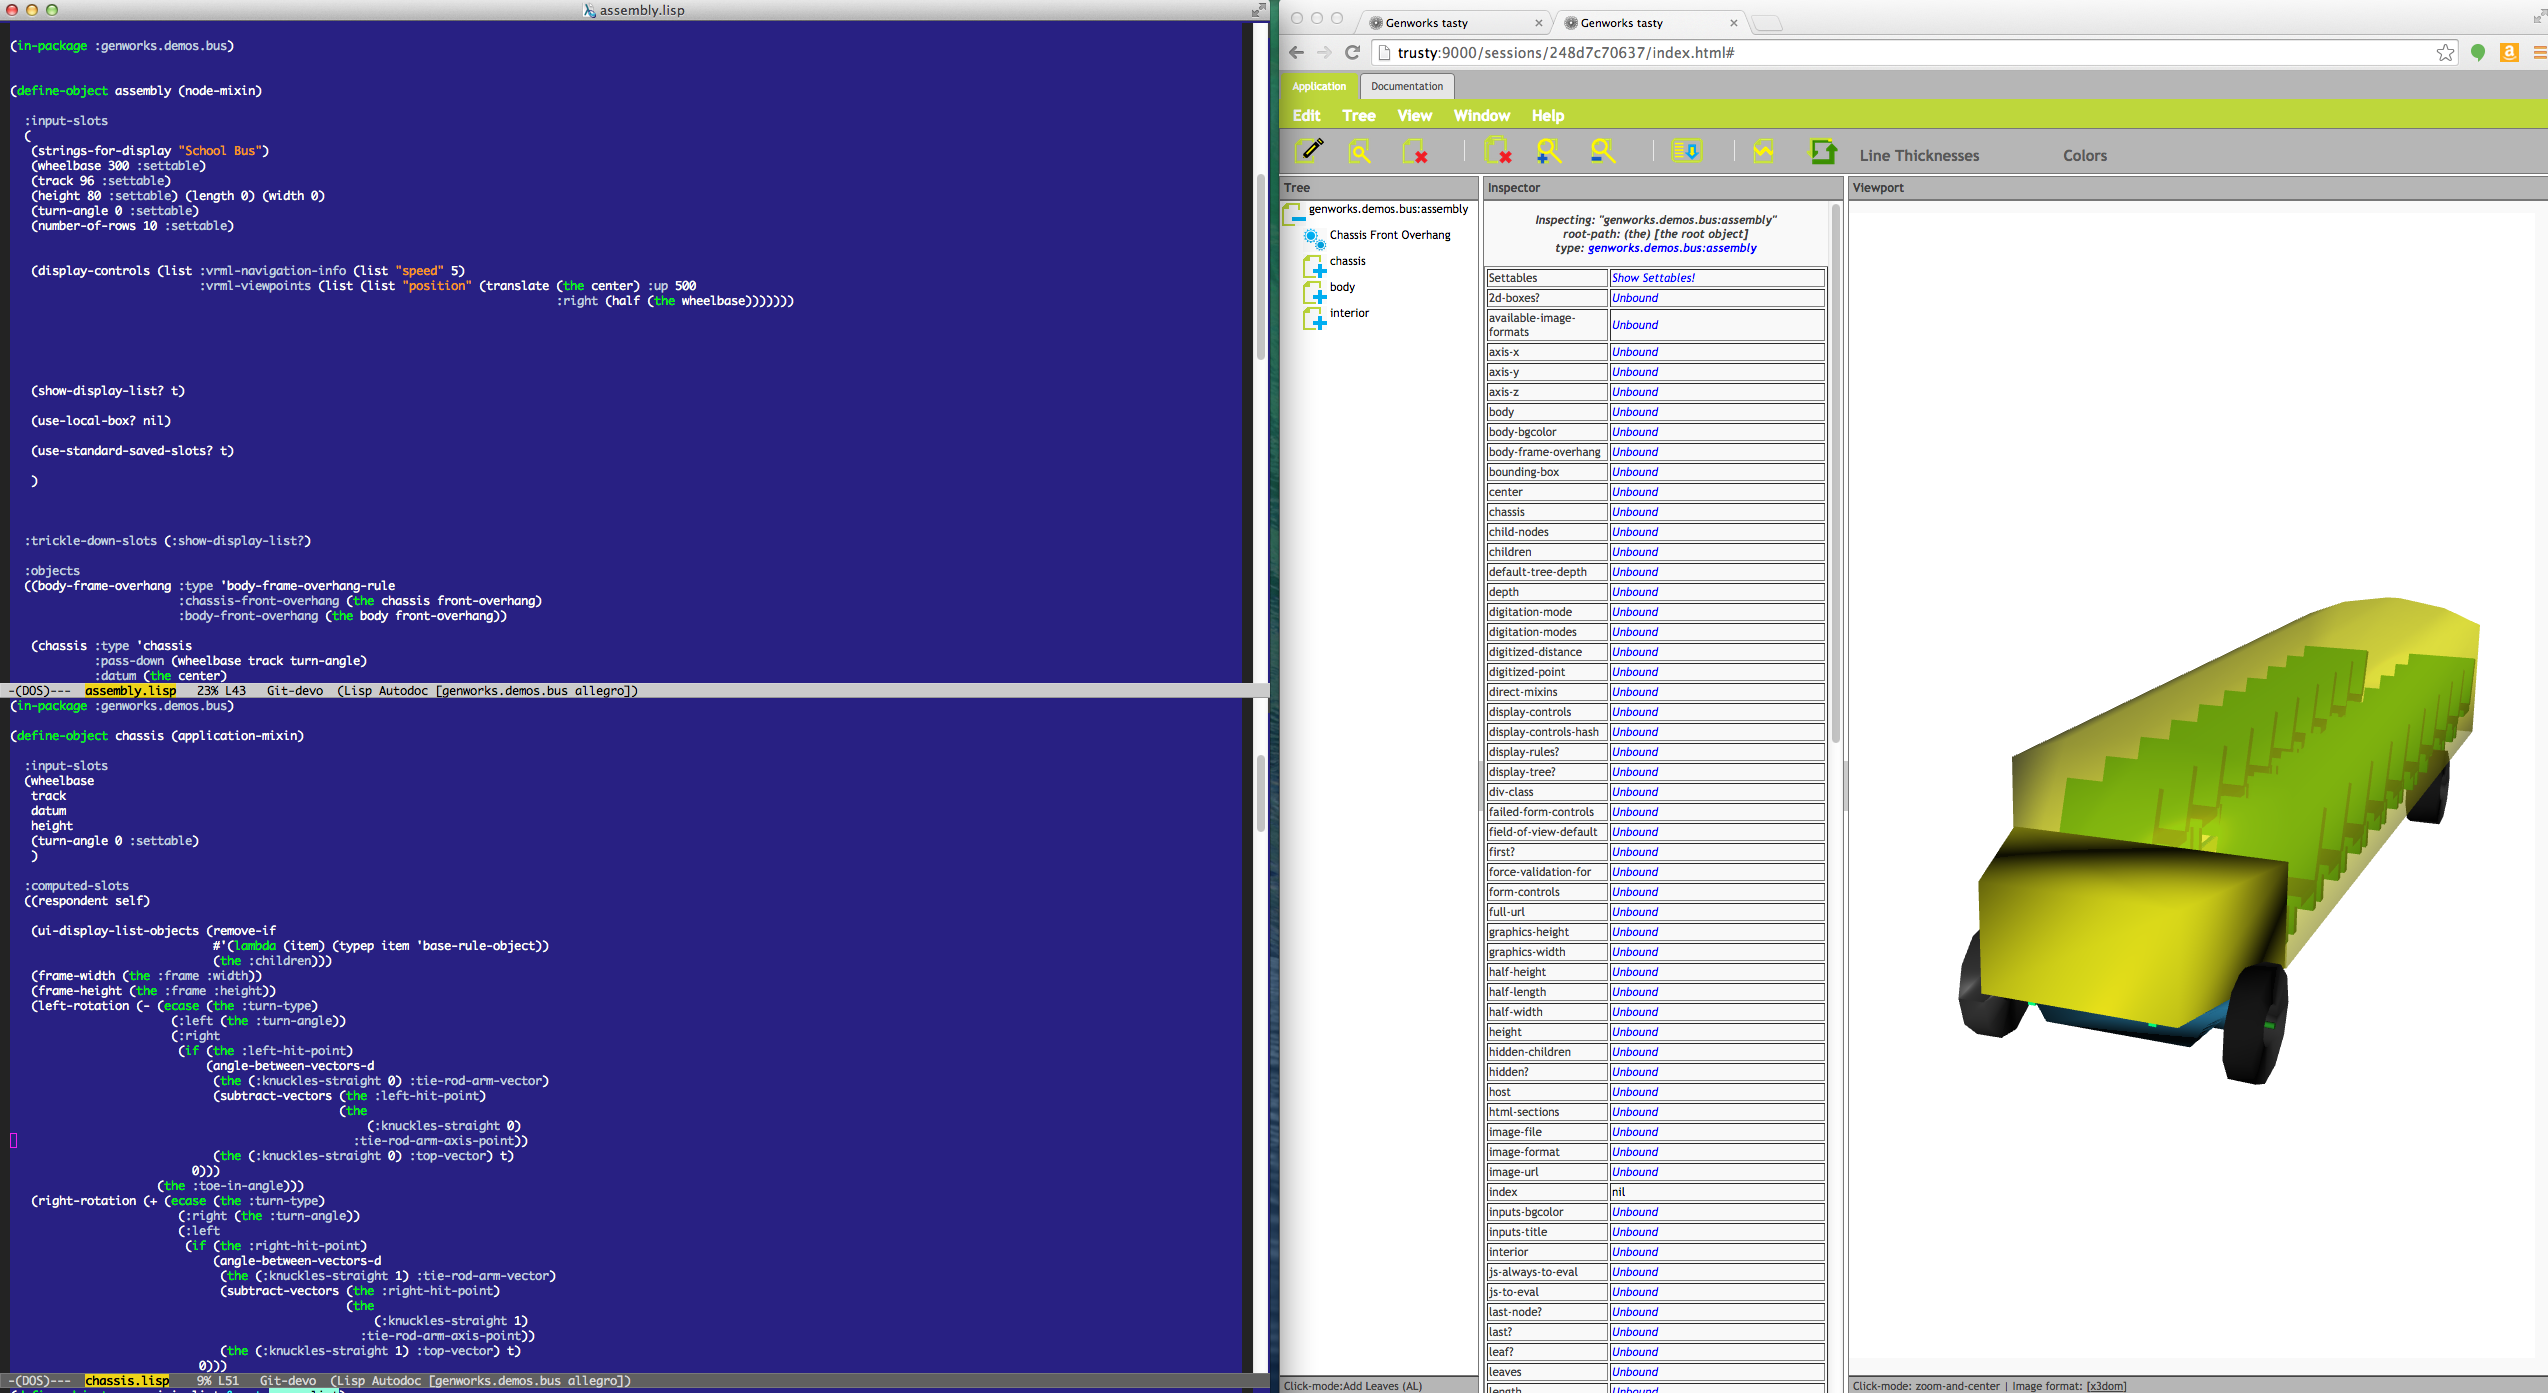 assembly.lisp
(in-package :genworks.demos.bus)
(define-object assembly (node-mixin)
:input-slots
(
(strings-for-display "School Bus")
(wheelbase 300 :settable)
(track 96 :settable)
(height 80 :settable) (length 0) (width 0)
(turn-angle 0 :settable)
(number-of-rows 10 :settable)
(display-controls (list :vrml-navigation-info (list "speed" 5)
:vrml-viewpoints (list (list "position" (translate (the center) :up 500
:right (half (the wheelbase)))))))
(show-display-list? t)
(use-local-box? nil)
(use-standard-saved-slots? t)
)
:trickle-down-slots (:show-display-list?)
:objects
((body-frame-overhang :type 'body-frame-overhang-rule
:chassis-front-overhang (the chassis front-overhang)
:body-front-overhang (the body front-overhang))
(chassis :type 'chassis
:pass-down (wheelbase track turn-angle)
:datum (the center)
-(DOS)--- assembly.lisp 23% L43 Git-devo (Lisp Autodoc [genworks.demos.bus allegro])
(in-package :genworks.demos.bus)
(define-object chassis (application-mixin)
:input-slots
(wheelbase
track
datum
height
(turn-angle 0 :settable)
)
:computed-slots
((respondent self)
(ui-display-list-objects (remove-if
#'(lambda (item) (typep item 'base-rule-object))
(the :children)))
(frame-width (the :frame :width))
(frame-height (the :frame :height))
(left-rotation (- (ecase (the :turn-type)
(:left (the :turn-angle))
(:right
(if (the :left-hit-point)
(angle-between-vectors-d
(the (:knuckles-straight 0) :tie-rod-arm-vector)
(subtract-vectors (the :left-hit-point)
(the
(:knuckles-straight 0)
:tie-rod-arm-axis-point))
(the (:knuckles-straight 0) :top-vector) t)
0)))
(the :toe-in-angle)))
(right-rotation (+ (ecase (the :turn-type)
(:right (the :turn-angle))
(:left
(if (the :right-hit-point)
(angle-between-vectors-d
(the (:knuckles-straight 1) :tie-rod-arm-vector)
(subtract-vectors (the :right-hit-point)
(the
(:knuckles-straight 1)
:tie-rod-arm-axis-point))
(the (:knuckles-straight 1) :top-vector) t)
0)))
-(DOS)--- chassis.lisp 9% L51 Git-devo (Lisp Autodoc [genworks.demos.bus allegro])
Genworks tasty
Genworks tasty
trusty:9000/sessions/248d7c70637/index.html#
Application Documentation
Edit Tree View Window Help
Line Thicknesses Colors
Tree
genworks.demos.bus:assembly
Chassis Front Overhang
chassis
body
interior
Click-mode:Add Leaves (AL)
Inspector
Inspecting: "genworks.demos.bus:assembly"
root-path: (the) [the root object]
type: genworks.demos.bus:assembly
Settables Show Settables!
2d-boxes? Unbound
available-image-
formats Unbound
axis-x Unbound
axis-y Unbound
axis-z Unbound
body Unbound
body-bgcolor Unbound
body-frame-overhang Unbound
bounding-box Unbound
center Unbound
chassis Unbound
child-nodes Unbound
children Unbound
default-tree-depth Unbound
depth Unbound
digitation-mode Unbound
digitation-modes Unbound
digitized-distance Unbound
digitized-point Unbound
direct-mixins Unbound
display-controls Unbound
display-controls-hash Unbound
display-rules? Unbound
display-tree? Unbound
div-class Unbound
failed-form-controls Unbound
field-of-view-default Unbound
first? Unbound
force-validation-for Unbound
form-controls Unbound
full-url Unbound
graphics-height Unbound
graphics-width Unbound
half-height Unbound
half-length Unbound
half-width Unbound
height Unbound
hidden-children Unbound
hidden? Unbound
host Unbound
html-sections Unbound
image-file Unbound
image-format Unbound
image-url Unbound
index nil
inputs-bgcolor Unbound
inputs-title Unbound
interior Unbound
js-always-to-eval Unbound
js-to-eval Unbound
last-node? Unbound
last? Unbound
leaf? Unbound
leaves Unbound
length
Viewport
Click-mode: zoom-and-center | Image format: [x3dom]